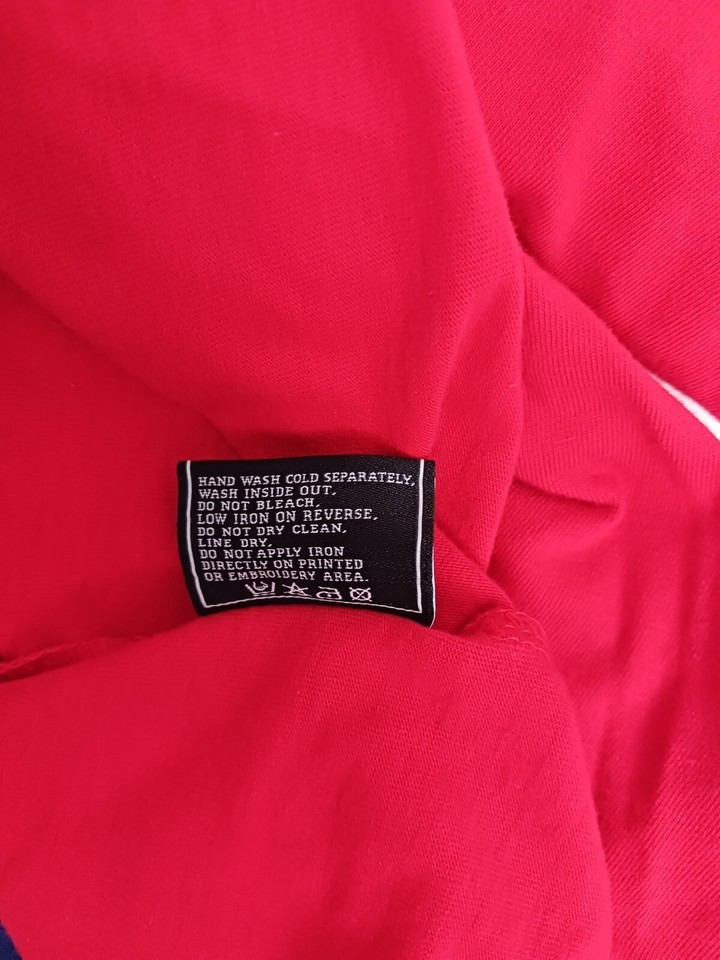 HAND WASH COLD SEPARATELY,
WASH INSIDE OUT,
DO NOT BLEACH,
LOW IRON ON REVERSE,
DO NOT DRY CLEAN,
LINE DRY,
DO NOT APPLY IRON
DIRECTLY ON PRINTED
OR EMBROIDERY AREA.